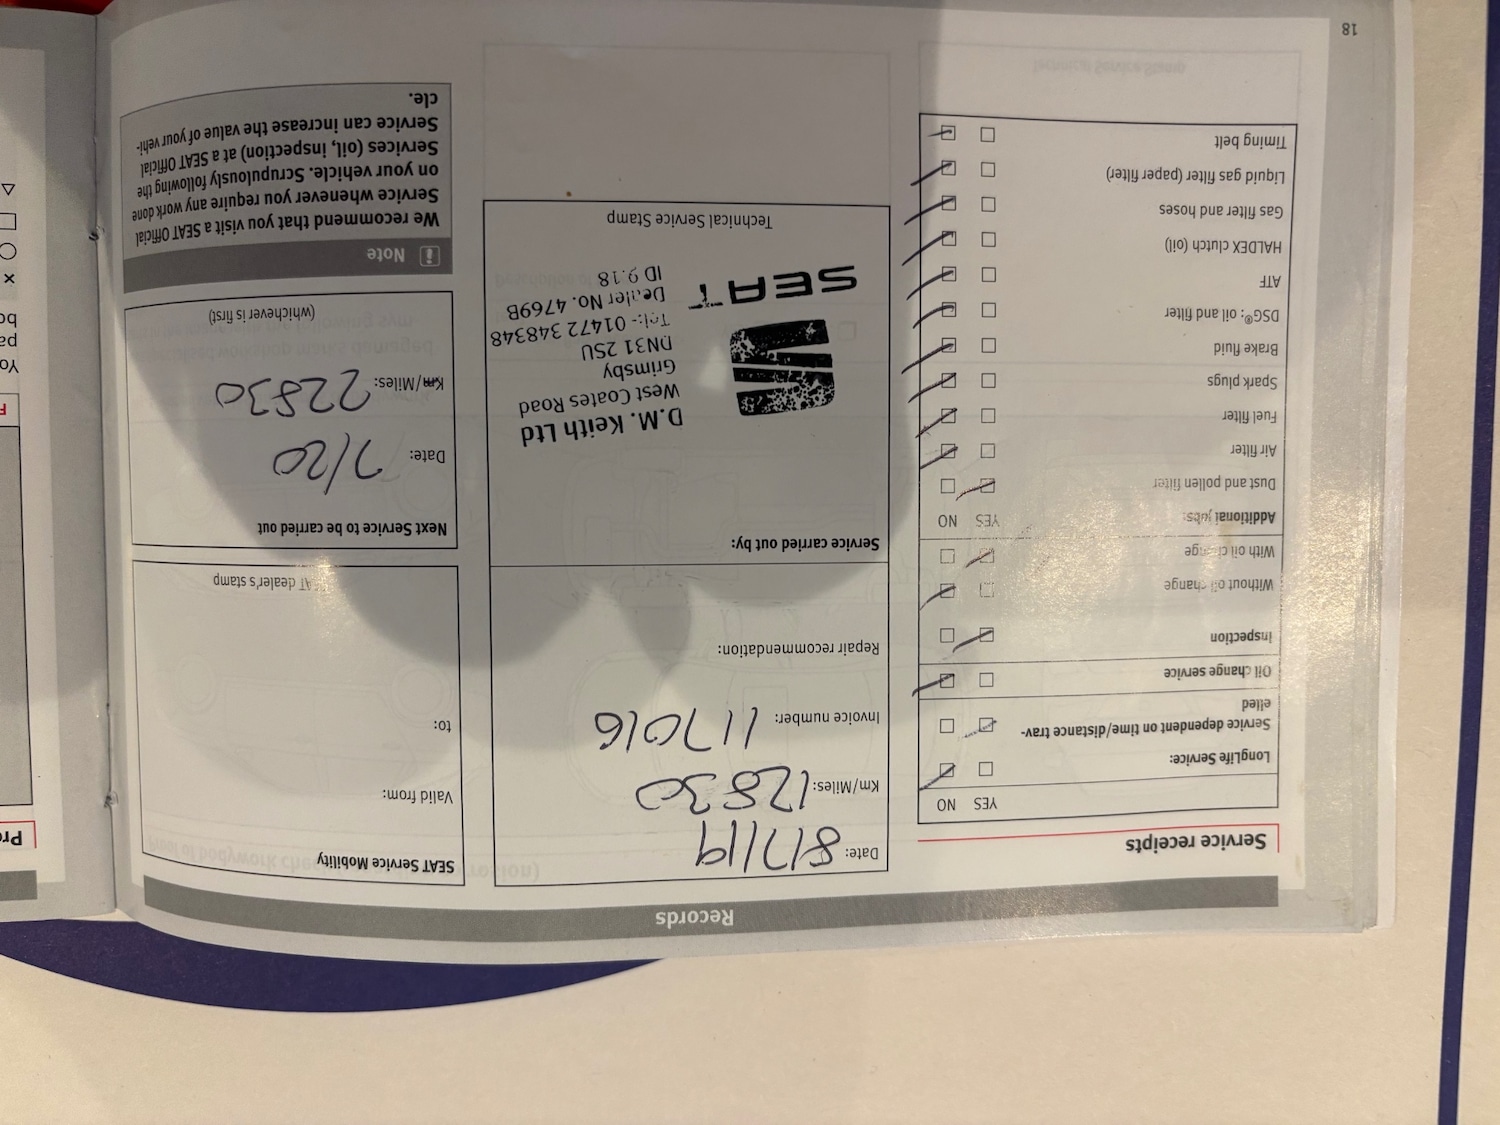 Records
Service receipts
YES NO
LongLife Service:
Service dependent on time/distance trav-
elled
Oil change service
Inspection
Without oil change
With oil change
Additional jobs: YES NO
Dust and pollen filter
Air filter
Fuel filter
Spark plugs
Brake fluid
DSG®: oil and filter
ATF
HALDEX clutch (oil)
Gas filter and hoses
Liquid gas filter (paper filter)
Timing belt
Date: 8/7/19
Km/Miles: 12830
Invoice number: 117016
Repair recommendation:
Service carried out by:
D.M. Keith Ltd
West Coates Road
Grimsby
DN31 2SU
Tel:- 01472 348348
Dealer No. 4769B
ID 9.18
SEAT
Technical Service Stamp
SEAT Service Mobility
Valid from:
to:
SEAT dealer's stamp
Next Service to be carried out
Date: 7/20
Km/Miles: 22830
(whichever is first)
Note
We recommend that you visit a SEAT Official
Service whenever you require any work done
on your vehicle. Scrupulously following the
Services (oil, inspection) at a SEAT Official
Service can increase the value of your vehi-
cle.
18